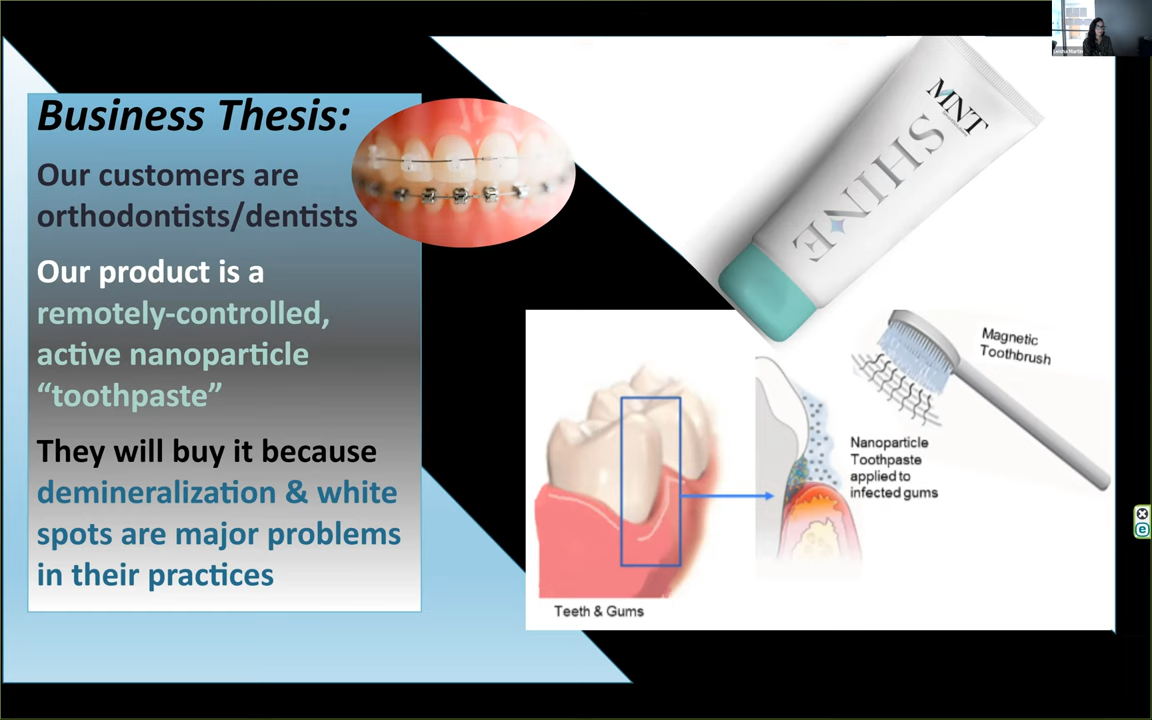 Business Thesis:
Our customers are
orthodontists/dentists
Our product is a
remotely-controlled,
active nanoparticle
“toothpaste”
They will buy it because
demineralization & white
spots are major problems
in their practices
MNT
SHINE
Magnetic
Toothbrush
Nanoparticle
Toothpaste
applied to
infected gums
Teeth & Gums